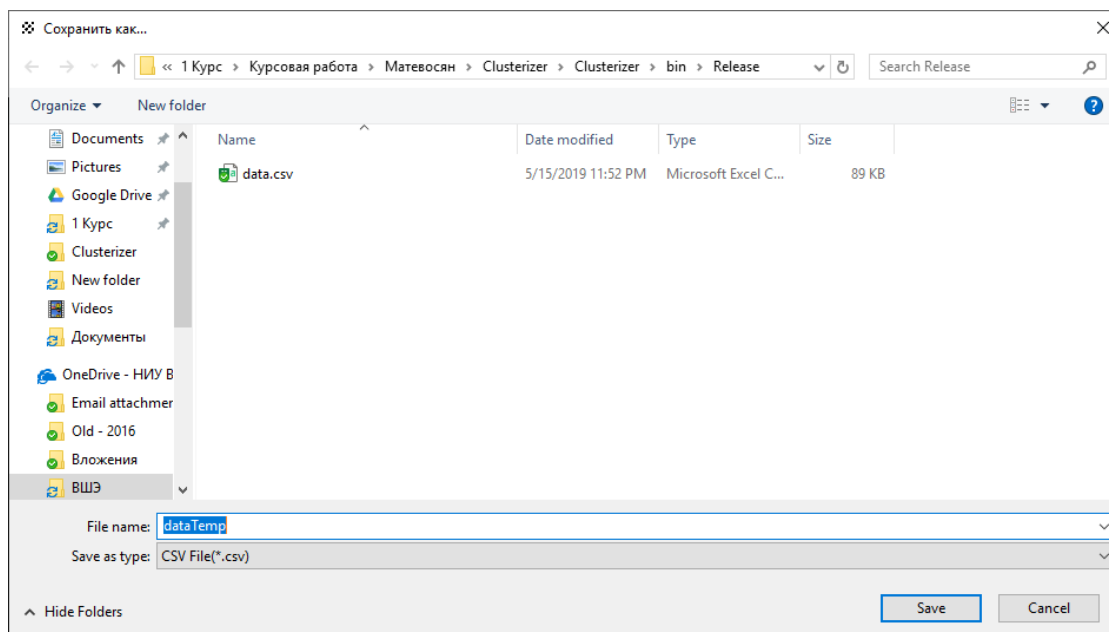 Сохранить как...
« 1 Курс > Курсовая работа > Матевосян > Clusterizer > Clusterizer > bin > Release
Search Release
Organize
New folder
Name
Date modified
Type
Size
data.csv
5/15/2019 11:52 PM
Microsoft Excel C...
89 KB
Documents
Pictures
Google Drive
1 Курс
Clusterizer
New folder
Videos
Документы
OneDrive - НИУ В
Email attachmer
Old - 2016
Вложения
ВШЭ
File name: dataTemp
Save as type: CSV File(*.csv)
Hide Folders
Save
Cancel